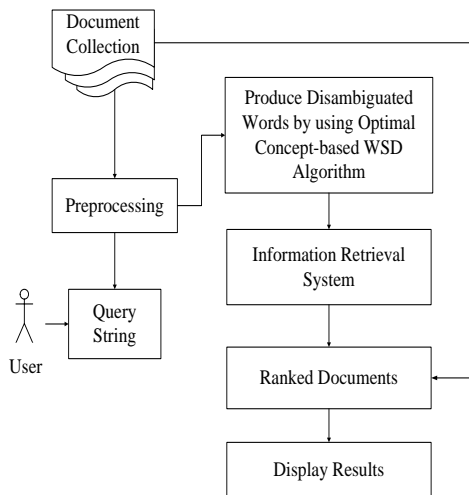 Document
Collection
Produce Disambiguated
Words by using Optimal
Concept-based WSD
Algorithm
Preprocessing
Information Retrieval
System
Query
String
User
Ranked Documents
Display Results